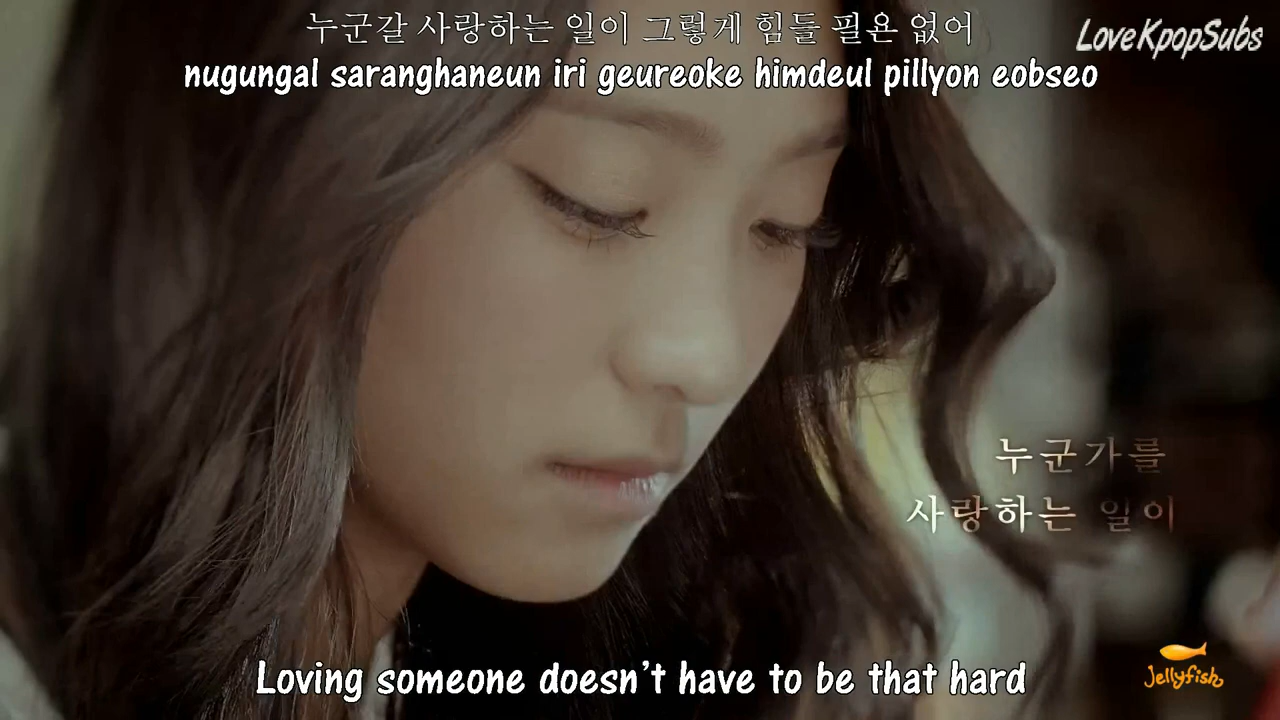 누군갈 사랑하는 일이 그렇게 힘들 필욘 없어
LoveKpopSubs
nugungal saranghaneun iri geureoke himdeul pillyon eobseo
누군가를
사랑하는 일이
Jellyfish
Loving someone doesn't have to be that hard